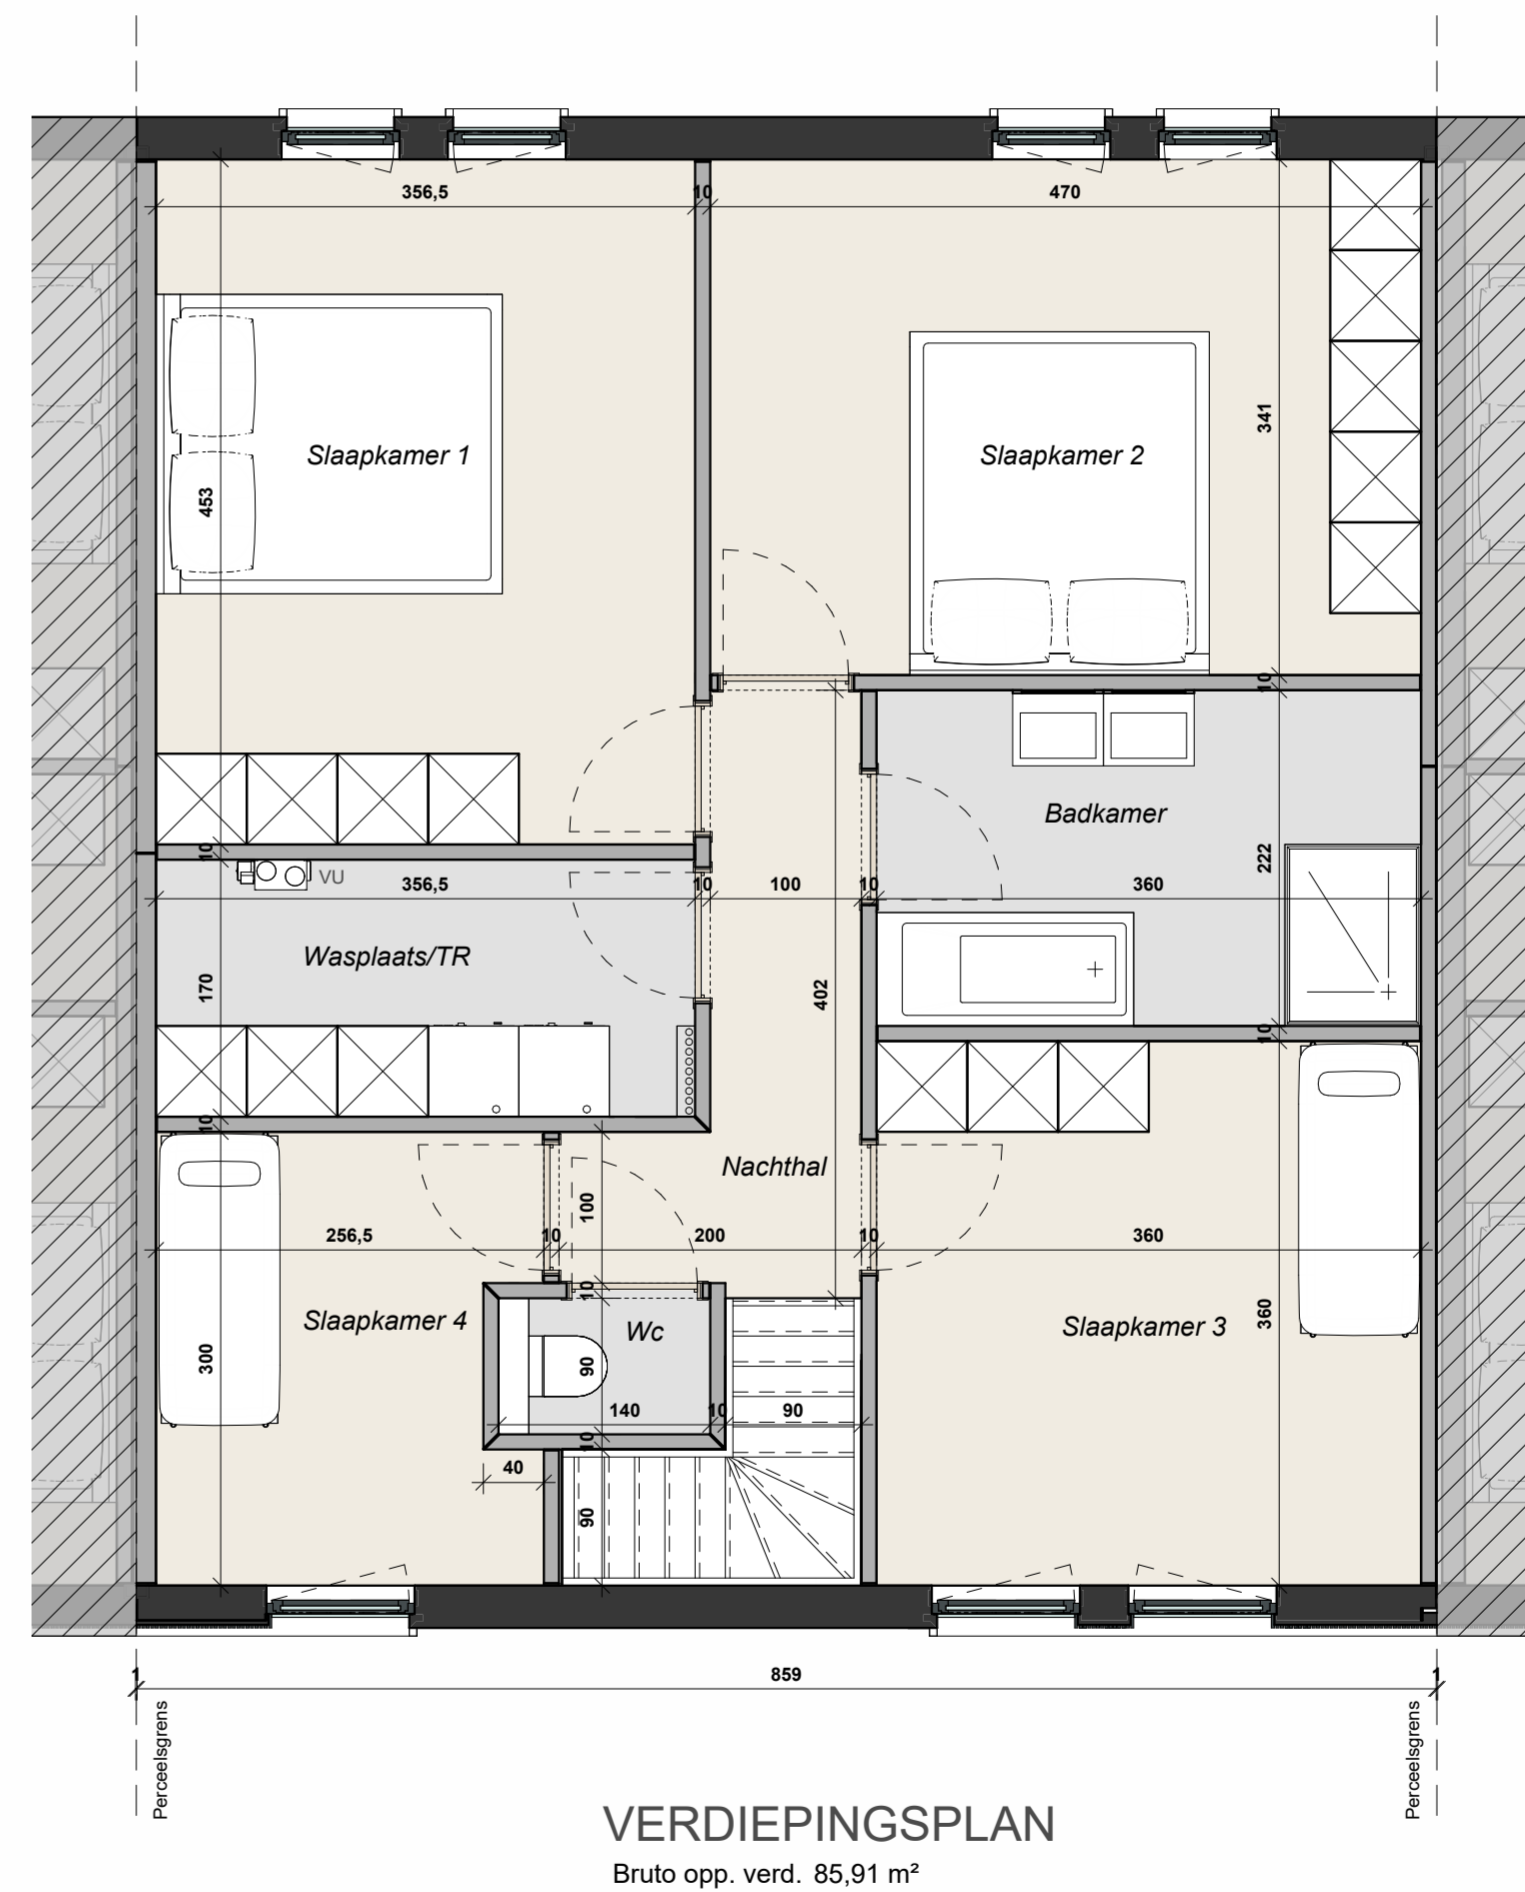 356,5
10
470
Slaapkamer 1
Slaapkamer 2
341
453
10
Badkamer
10
VU
222
356,5
10
100
10
360
Wasplaats/TR
170
402
10
10
Nachthal
100
256,5
10
200
10
360
10
Slaapkamer 4
Wc
Slaapkamer 3
360
300
90
140
10
90
10
40
90
1
859
1
Perceelsgrens
Perceelsgrens
VERDIEPINGSPLAN
Bruto opp. verd. 85,91 m²